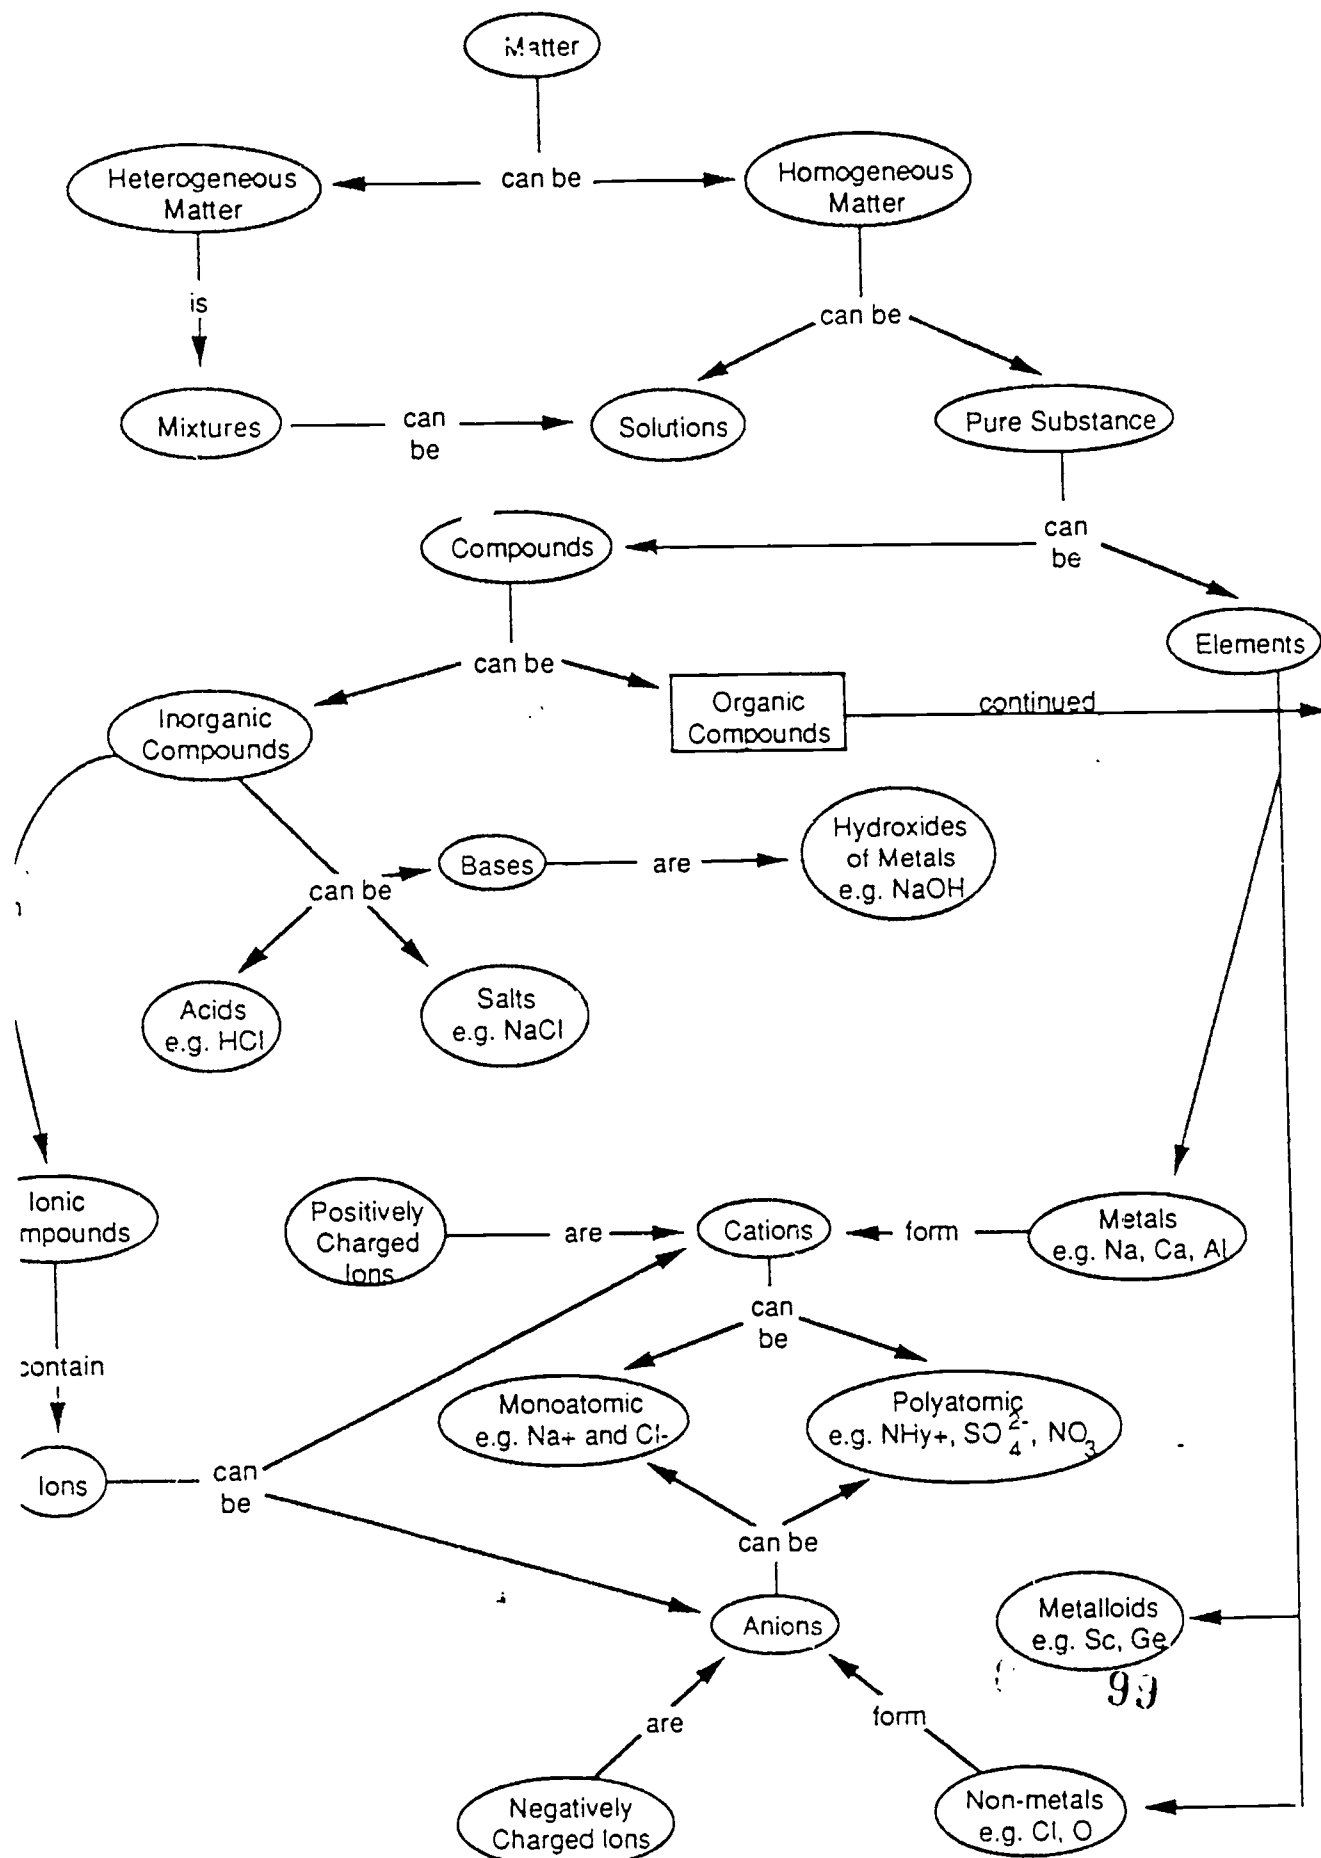 Matter
Heterogeneous
Matter
can be
Homogeneous
Matter
is
can be
Mixtures
can
be
Solutions
Pure Substance
Compounds
can
be
Elements
can be
Inorganic
Compounds
Organic
Compounds
continued
Hydroxides
of Metals
e.g. NaOH
Bases
are
can be
Acids
e.g. HCl
Salts
e.g. NaCl
Ionic
mpounds
Positively
Charged
Ions
are
Cations
form
Metals
e.g. Na, Ca, Al
can
be
contain
Monoatomic
e.g. Na+ and Cl-
Polyatomic
e.g. NHy+, SO₄²⁻, NO₃
Ions
can
be
can be
Anions
Metalloids
e.g. Sc, Ge
99
are
form
Negatively
Charged Ions
Non-metals
e.g. Cl, O